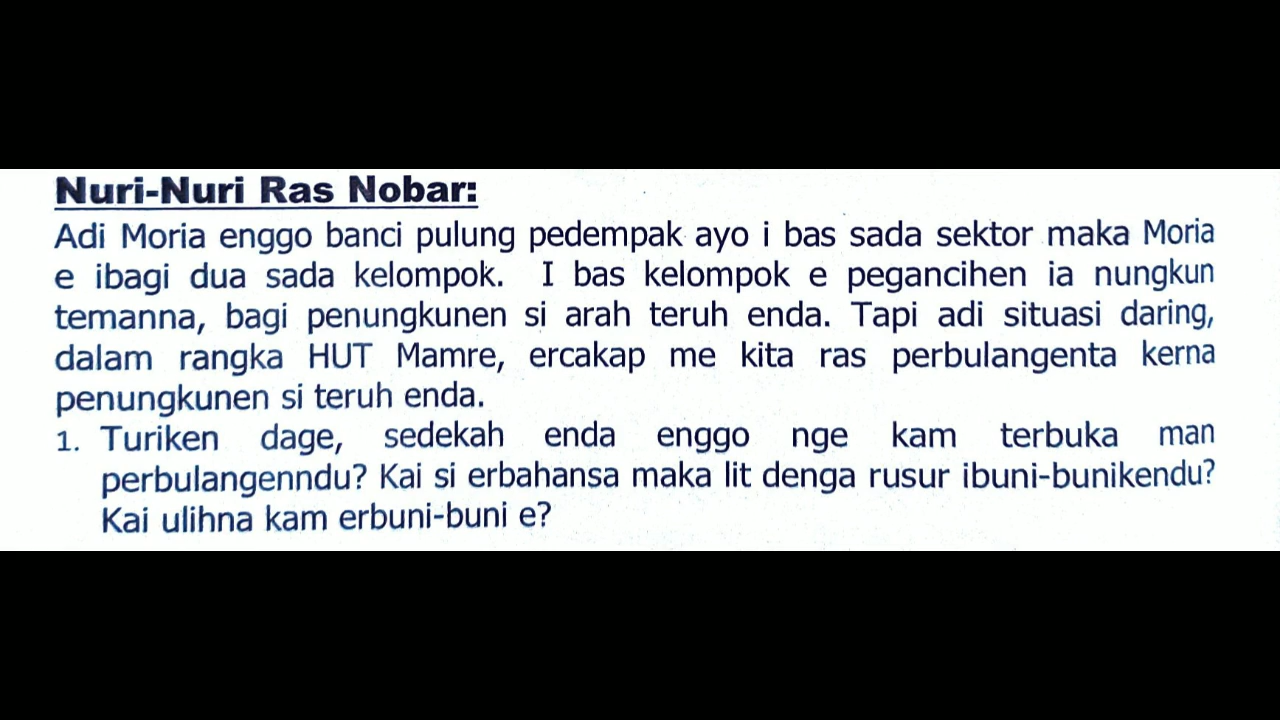 Nuri-Nuri Ras Nobar:
Adi Moria enggo banci pulung pedempak ayo i bas sada sektor maka Moria
e ibagi dua sada kelompok. I bas kelompok e pegancihen ia nungkun
temanna, bagi penungkunen si arah teruh enda. Tapi adi situasi daring,
dalam rangka HUT Mamre, ercakap me kita ras perbulangenta kerna
penungkunen si teruh enda.
1. Turiken dage, sedekah enda enggo nge kam terbuka man
perbulangenndu? Kai si erbahansa maka lit denga rusur ibuni-bunikendu?
Kai ulihna kam erbuni-buni e?